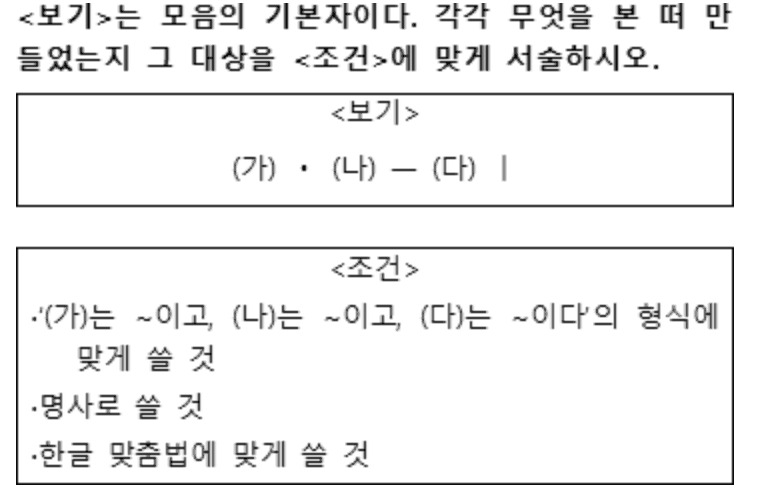 <보기>는 모음의 기본자이다. 각각 무엇을 본 떠 만
들었는지 그 대상을 <조건>에 맞게 서술하시오.
<보기>
(가) · (나) ㅡ (다) ㅣ
<조건>
·'(가)는 ~이고, (나)는 ~이고, (다)는 ~이다'의 형식에
맞게 쓸 것
·명사로 쓸 것
·한글 맞춤법에 맞게 쓸 것